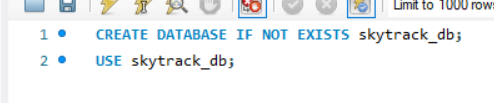 Limit to 1000 rows
1 CREATE DATABASE IF NOT EXISTS skytrack_db;
2 USE skytrack_db;